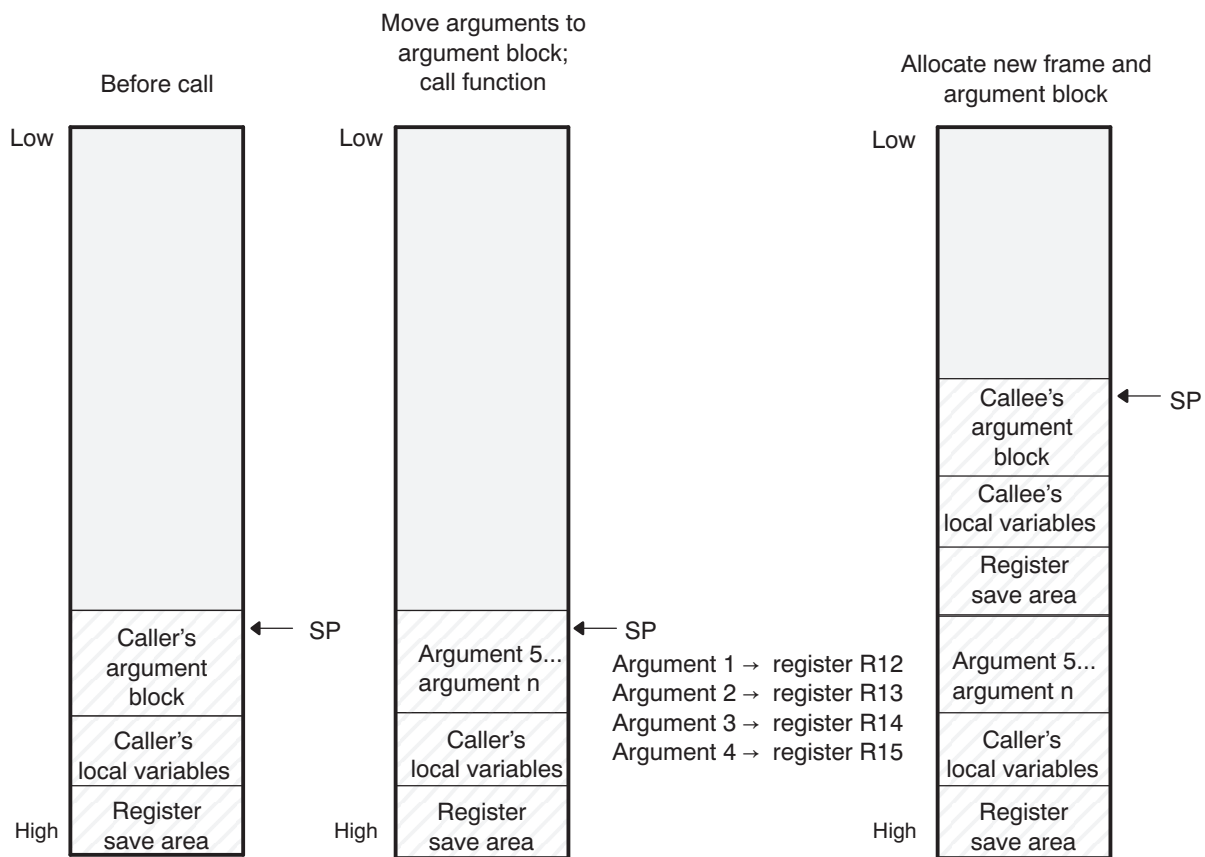 Before call
Low
Caller's
argument
block
Caller's
local variables
Register
save area
High
SP
Move arguments to
argument block;
call function
Low
Argument 5...
argument n
Caller's
local variables
Register
save area
High
SP
Argument 1 → register R12
Argument 2 → register R13
Argument 3 → register R14
Argument 4 → register R15
Allocate new frame and
argument block
Low
Callee's
argument
block
Callee's
local variables
Register
save area
Argument 5...
argument n
Caller's
local variables
Register
save area
High
SP